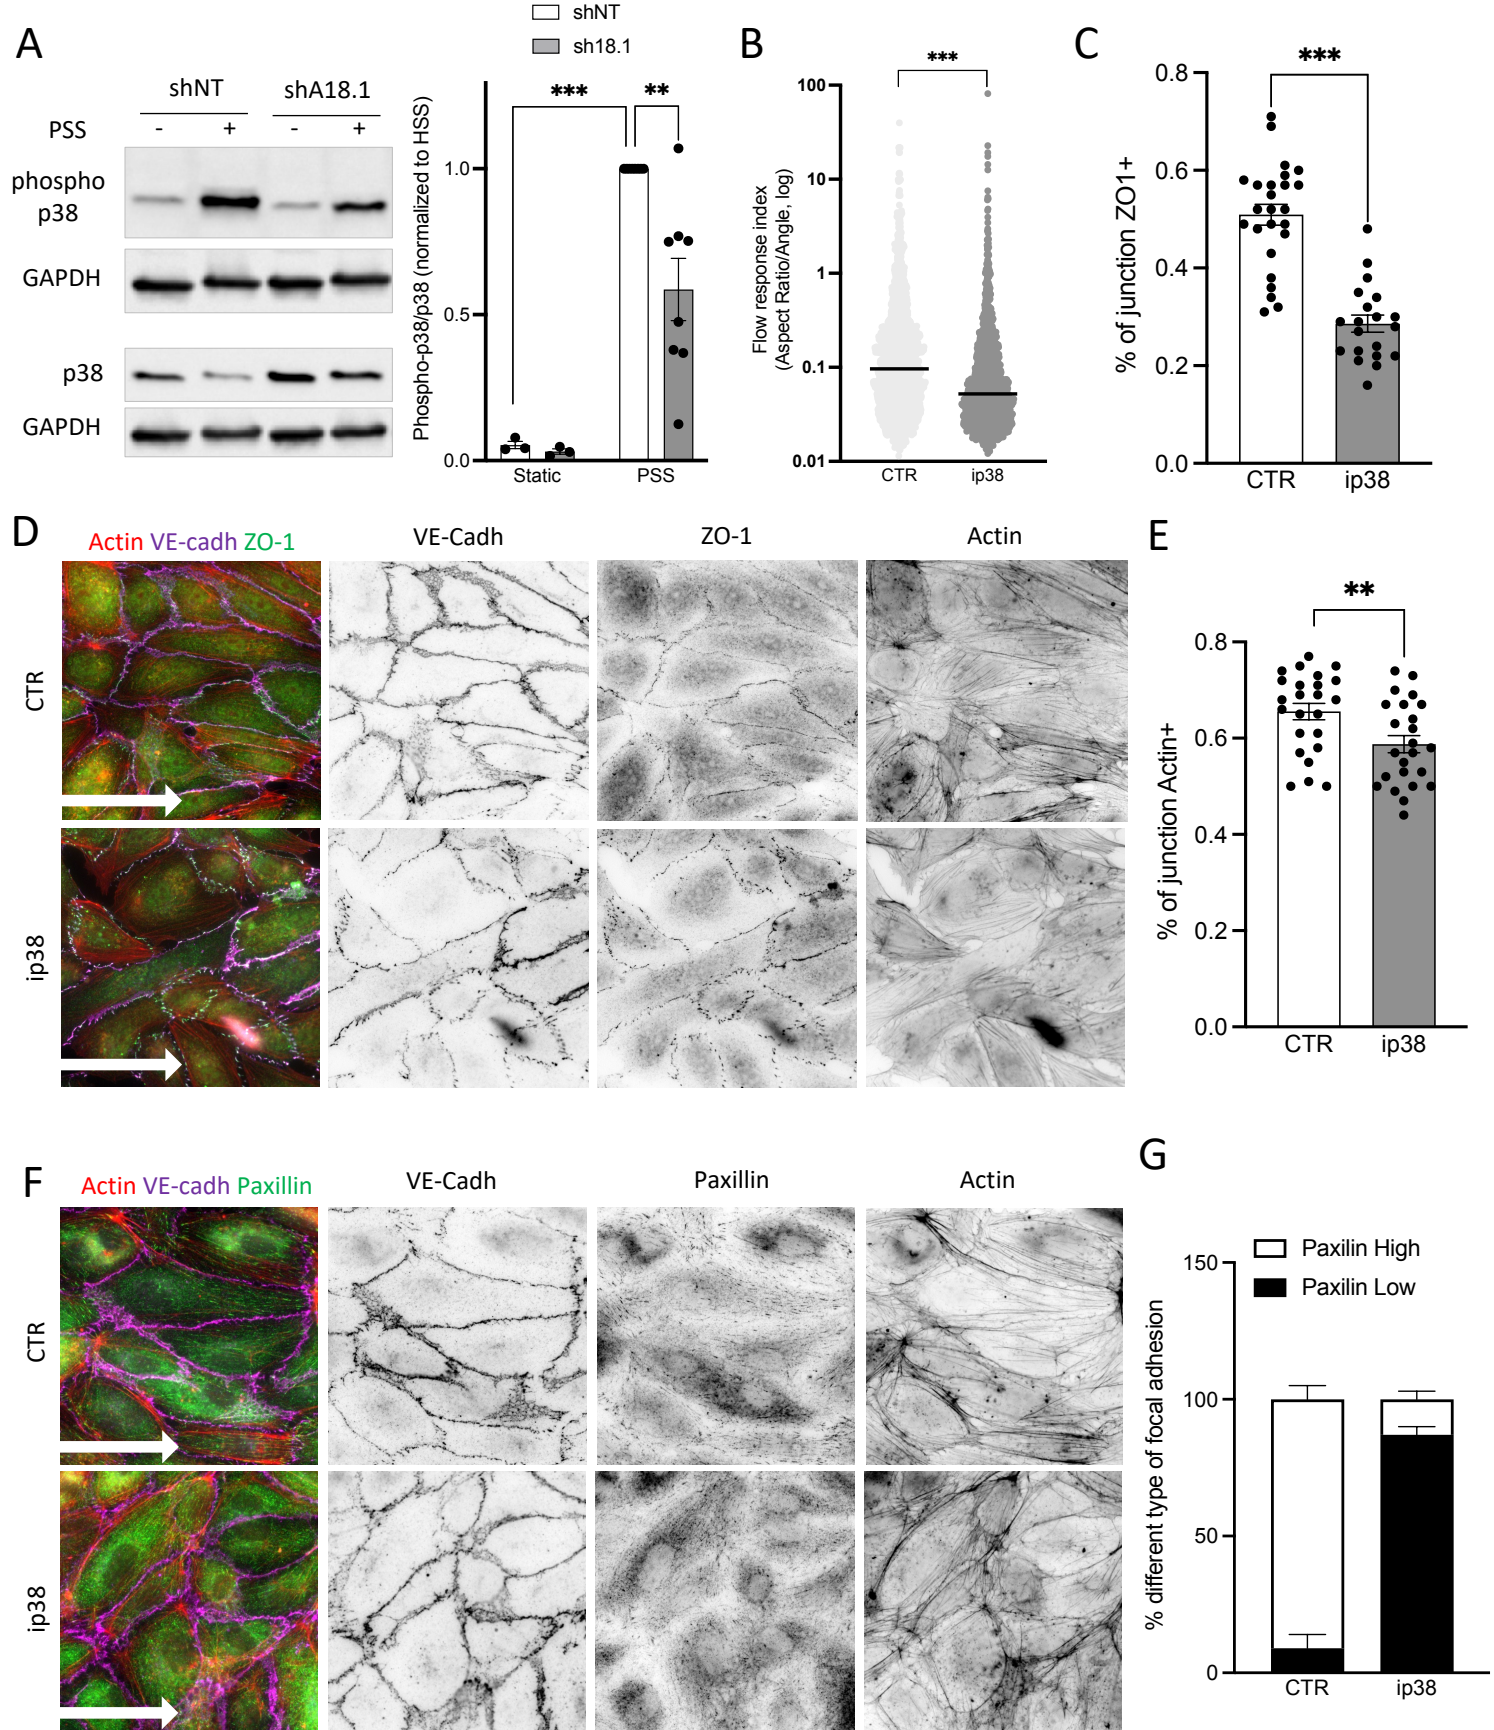 shNT
sh18.1
A
shNT
shA18.1
PSS
-
+
-
+
phospho
p38
GAPDH
p38
GAPDH
Phospho-p38/p38 (normalized to HSS)
1.0
0.5
0.0
***
**
Static
PSS
B
***
Flow response index
(Aspect Ratio/Angle, log)
100
10
1
0.1
0.01
CTR
ip38
C
***
% of junction ZO1+
0.8
0.6
0.4
0.2
0.0
CTR
ip38
D
Actin VE-cadh ZO-1
VE-Cadh
ZO-1
Actin
CTR
ip38
E
**
% of junction Actin+
0.8
0.6
0.4
0.2
0.0
CTR
ip38
F
Actin VE-cadh Paxillin
VE-Cadh
Paxillin
Actin
CTR
ip38
G
Paxilin High
Paxilin Low
% different type of focal adhesion
150
100
50
0
CTR
ip38